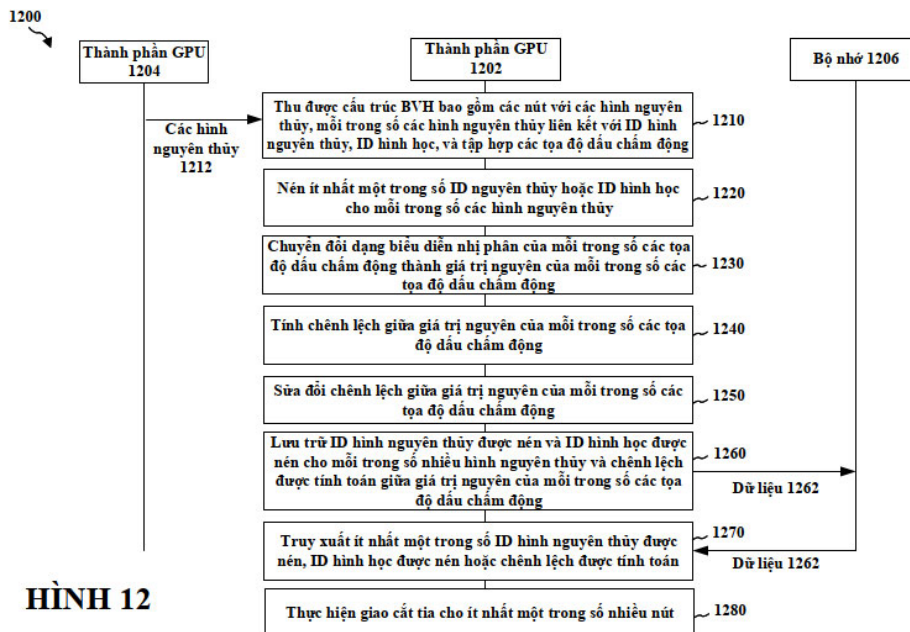 1200
Thành phần GPU
1204
Thành phần GPU
1202
Bộ nhớ 1206
Các hình
nguyên thủy
1212
Thu được cấu trúc BVH bao gồm các nút với các hình nguyên
thủy, mỗi trong số các hình nguyên thủy liên kết với ID hình
nguyên thủy, ID hình học, và tập hợp các tọa độ dấu chấm động
1210
Nén ít nhất một trong số ID nguyên thủy hoặc ID hình học
cho mỗi trong số các hình nguyên thủy
1220
Chuyển đổi dạng biểu diễn nhị phân của mỗi trong số các tọa
độ dấu chấm động thành giá trị nguyên của mỗi trong số các
tọa độ dấu chấm động
1230
Tính chênh lệch giữa giá trị nguyên của mỗi trong số các tọa
độ dấu chấm động
1240
Sửa đổi chênh lệch giữa giá trị nguyên của mỗi trong số các
tọa độ dấu chấm động
1250
Lưu trữ ID hình nguyên thủy được nén và ID hình học được
nén cho mỗi trong số nhiều hình nguyên thủy và chênh lệch
được tính toán giữa giá trị nguyên của mỗi trong số các tọa
độ dấu chấm động
1260
Dữ liệu 1262
Truy xuất ít nhất một trong số ID hình nguyên thủy được
nén, ID hình học được nén hoặc chênh lệch được tính toán
1270
Dữ liệu 1262
Thực hiện giao cắt tia cho ít nhất một trong số nhiều nút
1280
HÌNH 12